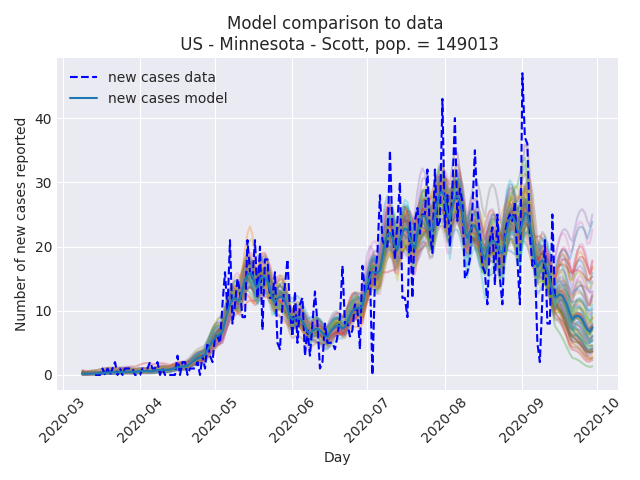 Model comparison to data
US - Minnesota - Scott, pop. = 149013
new cases data
new cases model
Number of new cases reported
40
30
20
10
0
2020-03
2020-04
2020-05
2020-06
2020-07
2020-08
2020-09
2020-10
Day